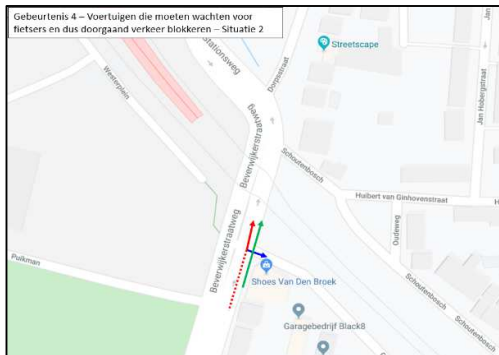 Gebeurtenis 4 – Voertuigen die moeten wachten voor
fietsers en dus doorgaand verkeer blokkeren – Situatie 2
Stationsweg
Westerplein
Dorpsstraat
Streetscape
Jan
Jan Hobergstraat
Beverwijkerstraatweg
Schoutenbosch
Huibert van Ginhovenstraat
H
Oudeweg
Beverwijkerstraatweg
Pulkman
Shoes Van Den Broek
Schoutenbosch
Garagebedrijf Black8